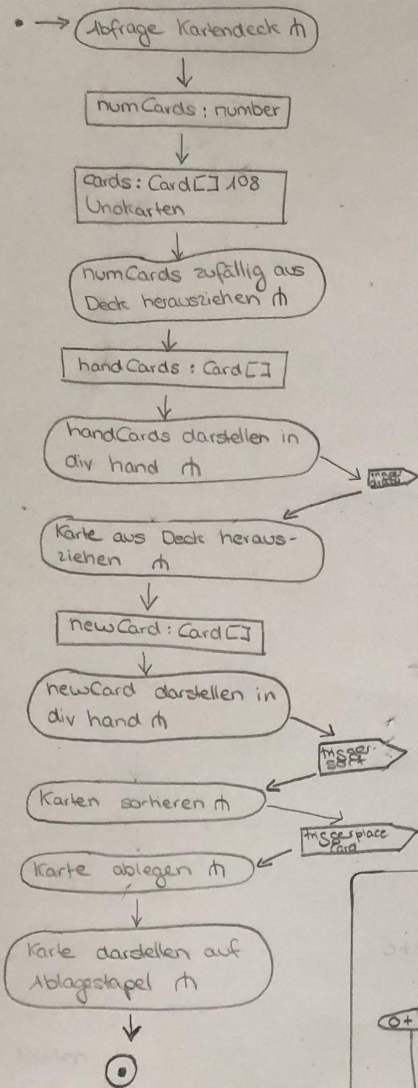 Abfrage Kartendeck
numCards : number
cards : Card[] 108
Unokarten
numCards zufällig aus
Deck herausziehen
handCards : Card[]
handCards darstellen in
div hand
trigger
Karte aus Deck heraus-
ziehen
newCard : Card[]
newCard darstellen in
div hand
trigger
sort
Karten sortieren
trigger place
Card
Karte ablegen
Karte darstellen auf
Ablagestapel